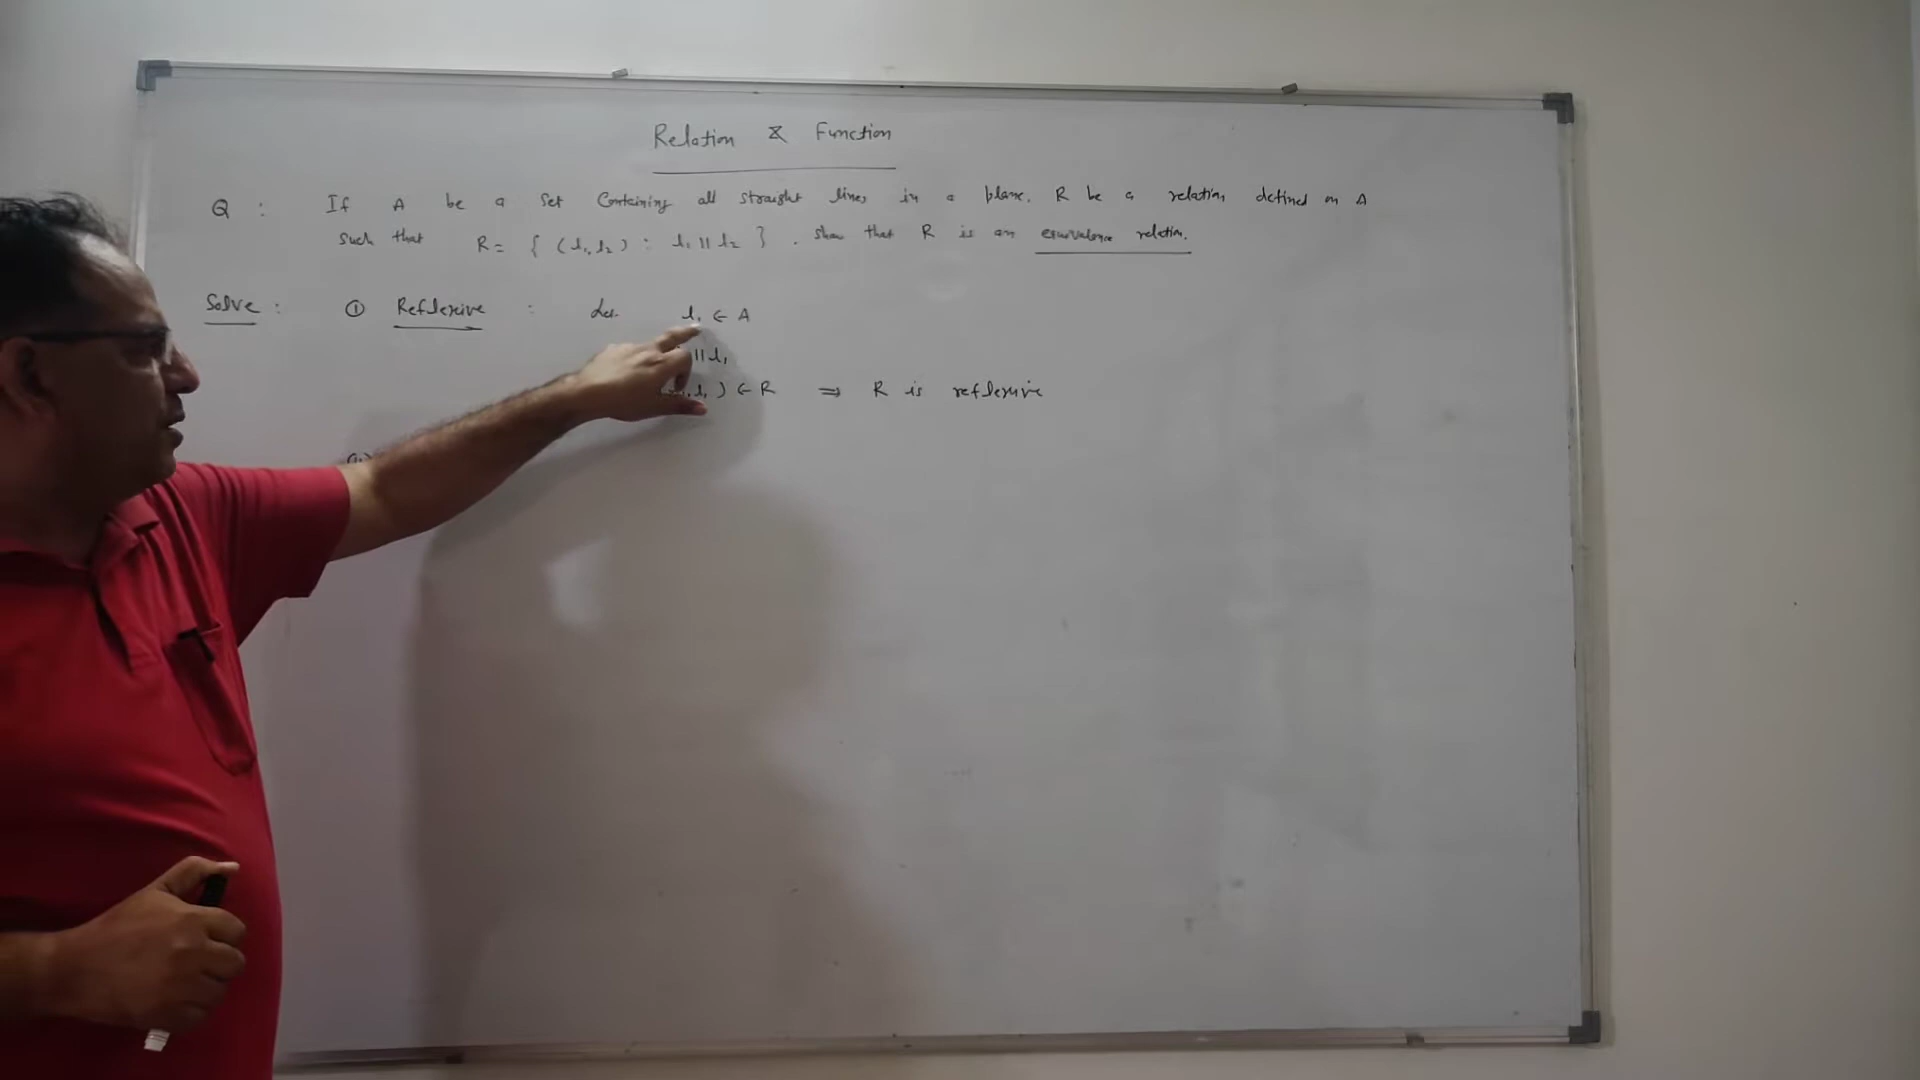 Relation & Function
Q : If A be a set containing all straight lines in a plane. R be a relation defined on A
such that R = { (l₁, l₂) : l₁ || l₂ } . show that R is an equivalence relation.
Solve : ① Reflexive : Let l₁ ∈ A
|| l₁
l₁ ) ∈ R ⇒ R is reflexive